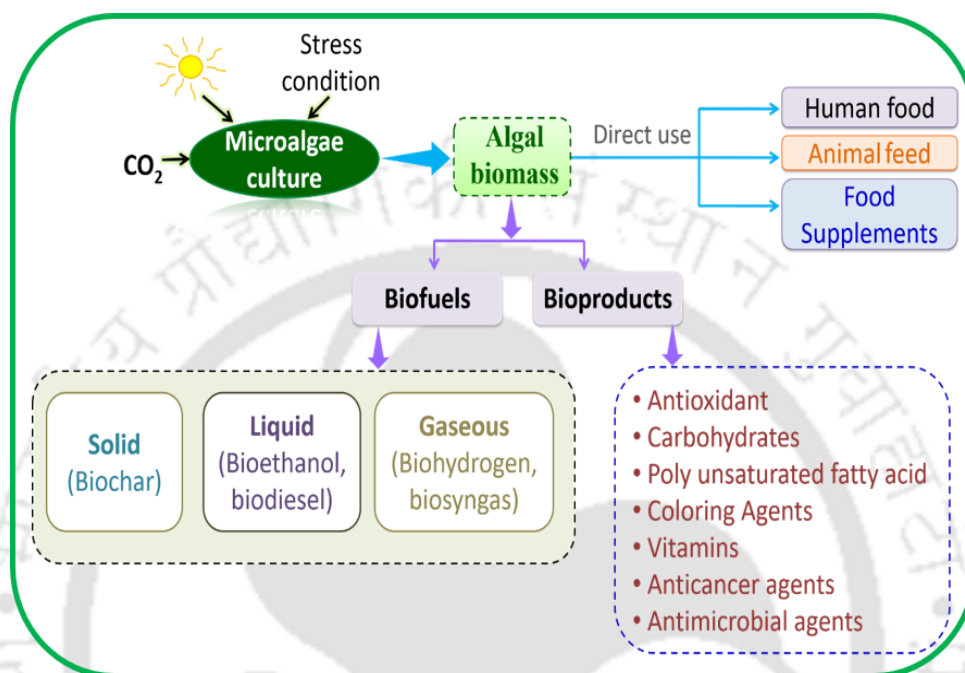 Stress
condition
CO₂
Microalgae
culture
Algal
biomass
Direct use
Human food
Animal feed
Food
Supplements
Biofuels
Bioproducts
Solid
(Biochar)
Liquid
(Bioethanol,
biodiesel)
Gaseous
(Biohydrogen,
biosyngas)
• Antioxidant
• Carbohydrates
• Poly unsaturated fatty acid
• Coloring Agents
• Vitamins
• Anticancer agents
• Antimicrobial agents